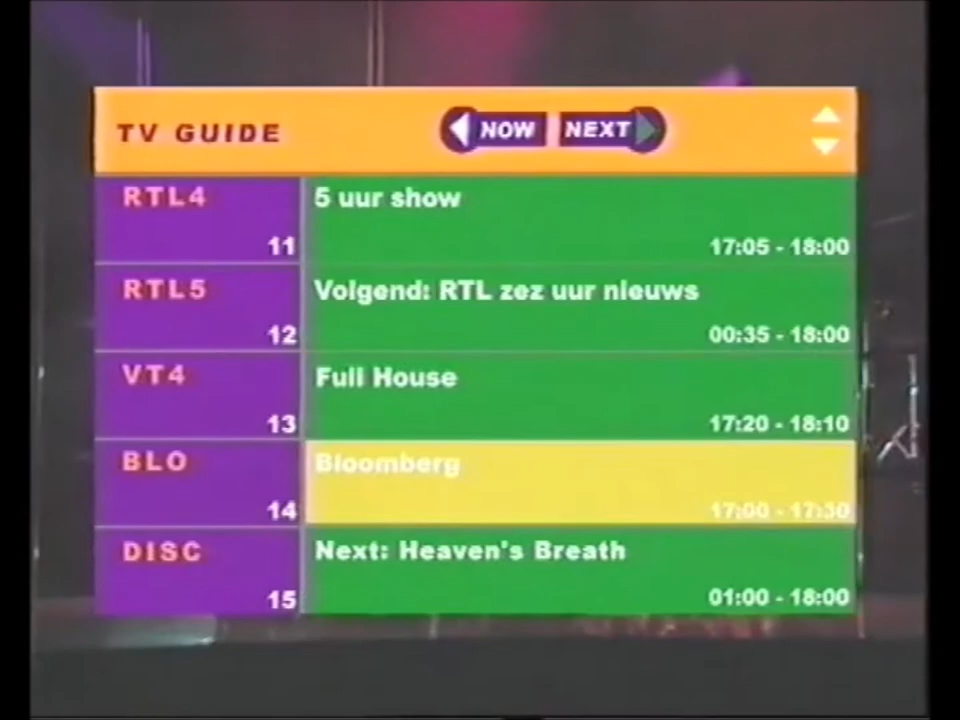 TV GUIDE
NOW NEXT
RTL4
5 uur show
11
17:05 - 18:00
RTL5
Volgend: RTL zez uur nieuws
12
00:35 - 18:00
VT4
Full House
13
17:20 - 18:10
BLO
Bloomberg
14
17:00 - 17:30
DISC
Next: Heaven's Breath
15
01:00 - 18:00